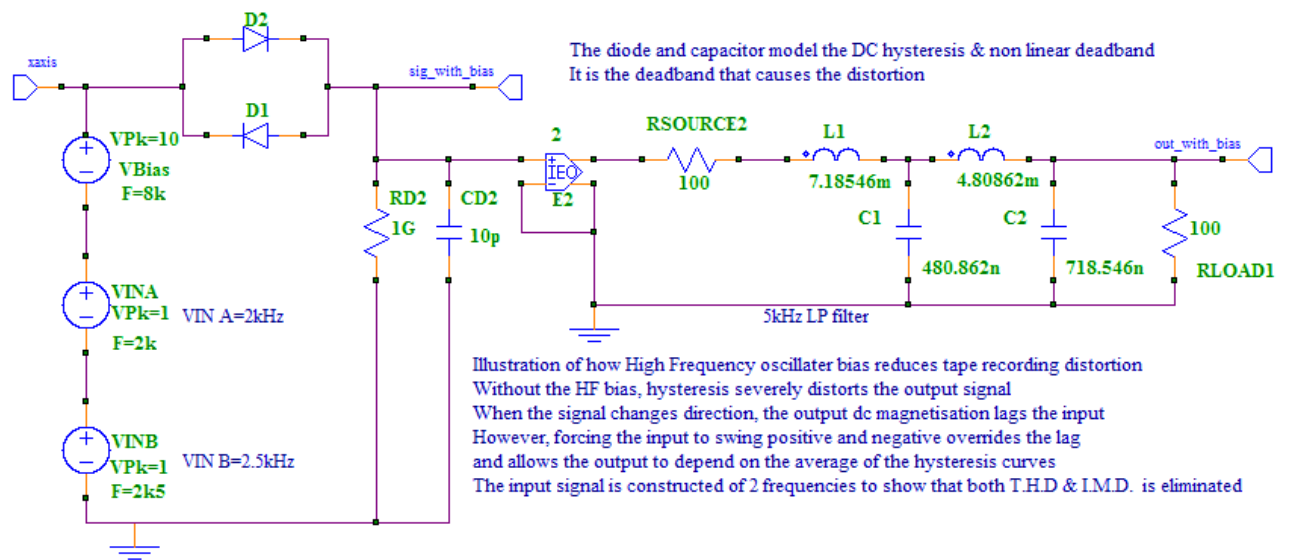 D2
xaxis
sig_with_bias
D1
The diode and capacitor model the DC hysteresis & non linear deadband
It is the deadband that causes the distortion
VPk=10
VBias
F=8k
2
IEO
E2
RSOURCE2
100
L1
7.18546m
L2
4.80862m
out_with_bias
RD2
1G
CD2
10p
C1
480.862n
C2
718.546n
100
RLOAD1
VINA
VPk=1
VIN A=2kHz
F=2k
5kHz LP filter
Illustration of how High Frequency oscillater bias reduces tape recording distortion
Without the HF bias, hysteresis severely distorts the output signal
When the signal changes direction, the output dc magnetisation lags the input
However, forcing the input to swing positive and negative overrides the lag
and allows the output to depend on the average of the hysteresis curves
The input signal is constructed of 2 frequencies to show that both T.H.D & I.M.D. is eliminated
VINB
VPk=1
VIN B=2.5kHz
F=2k5